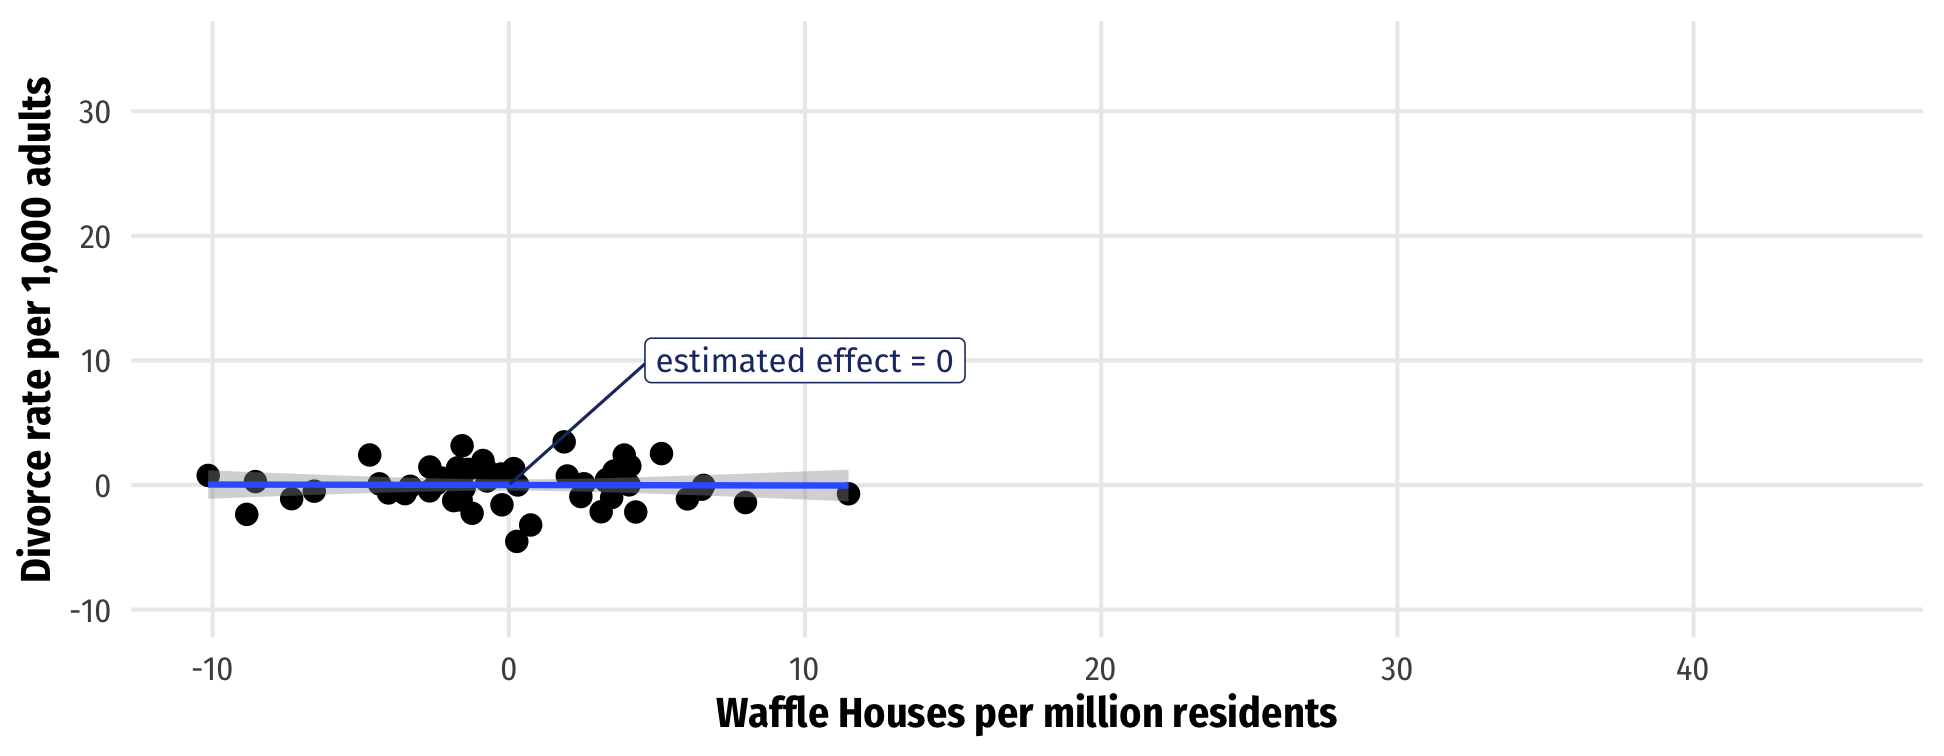 Divorce rate per 1,000 adults
30
20
10
0
-10
estimated effect = 0
-10 0 10 20 30 40
Waffle Houses per million residents